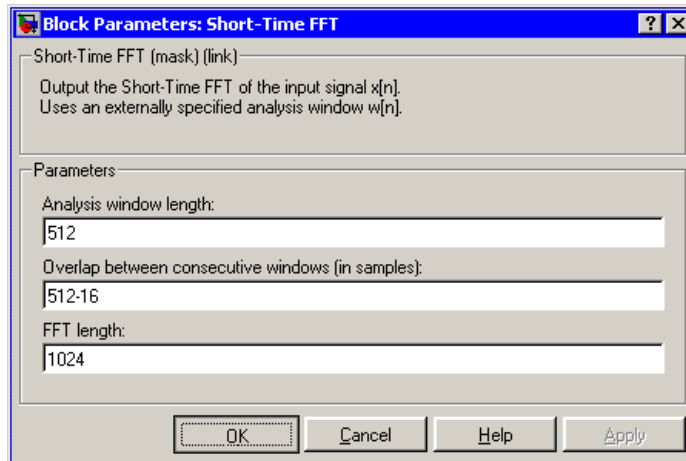 Block Parameters: Short-Time FFT
Short-Time FFT (mask) (link)
Output the Short-Time FFT of the input signal x[n].
Uses an externally specified analysis window w[n].
Parameters
Analysis window length:
512
Overlap between consecutive windows (in samples):
512-16
FFT length:
1024
OK Cancel Help Apply